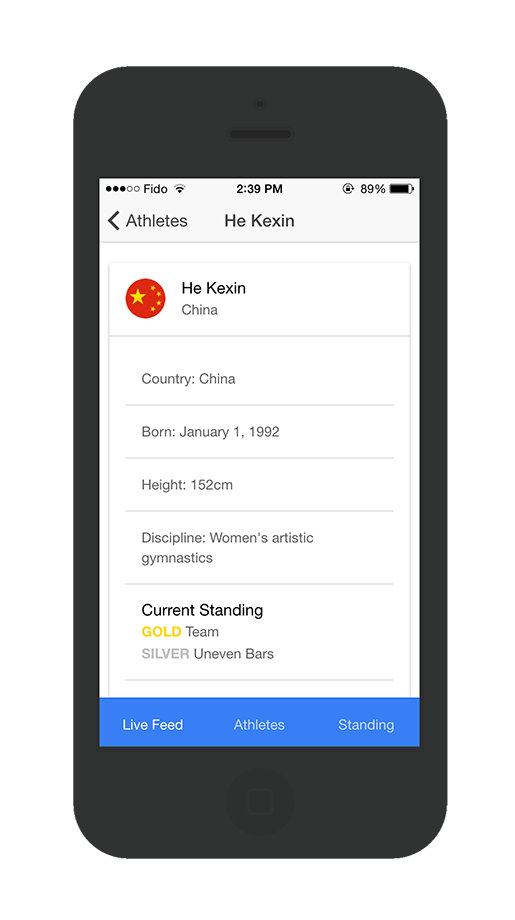 Fido 2:39 PM 89%
Athletes He Kexin
He Kexin
China
Country: China
Born: January 1, 1992
Height: 152cm
Discipline: Women's artistic
gymnastics
Current Standing
GOLD Team
SILVER Uneven Bars
Live Feed Athletes Standing